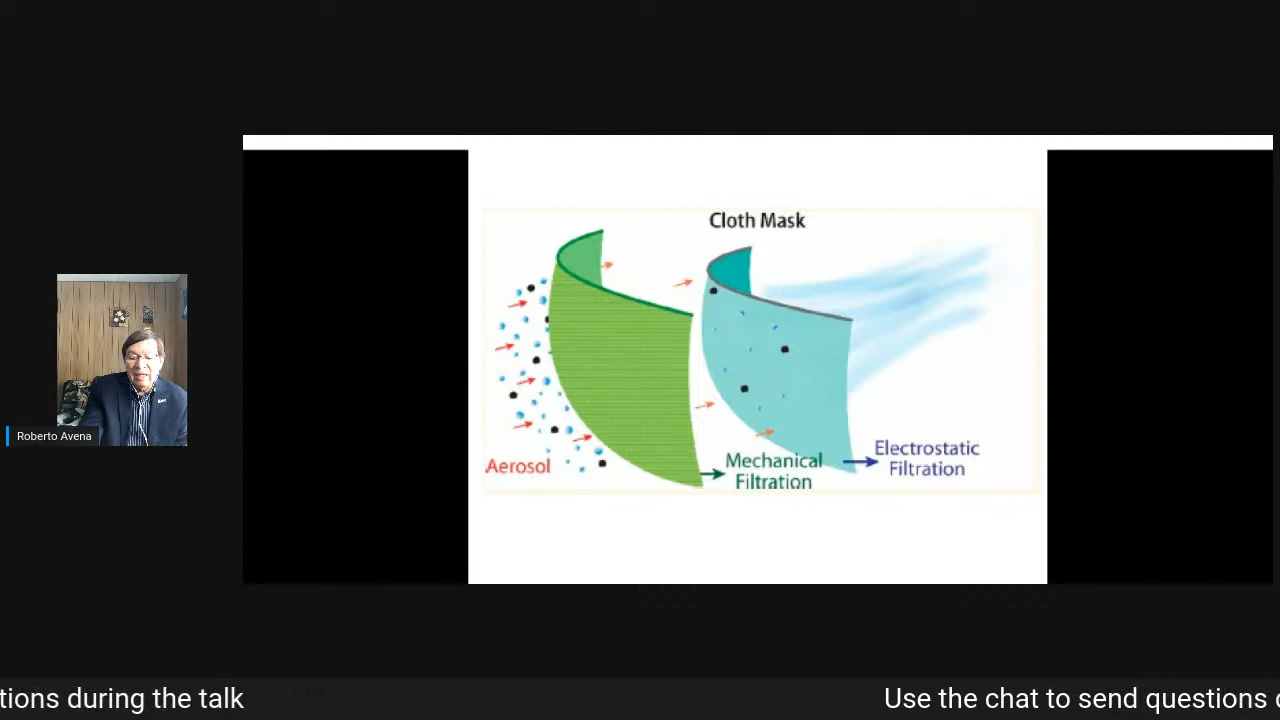 Cloth Mask
Aerosol
Mechanical
Filtration
Electrostatic
Filtration
Roberto Avena
tions during the talk
Use the chat to send questions